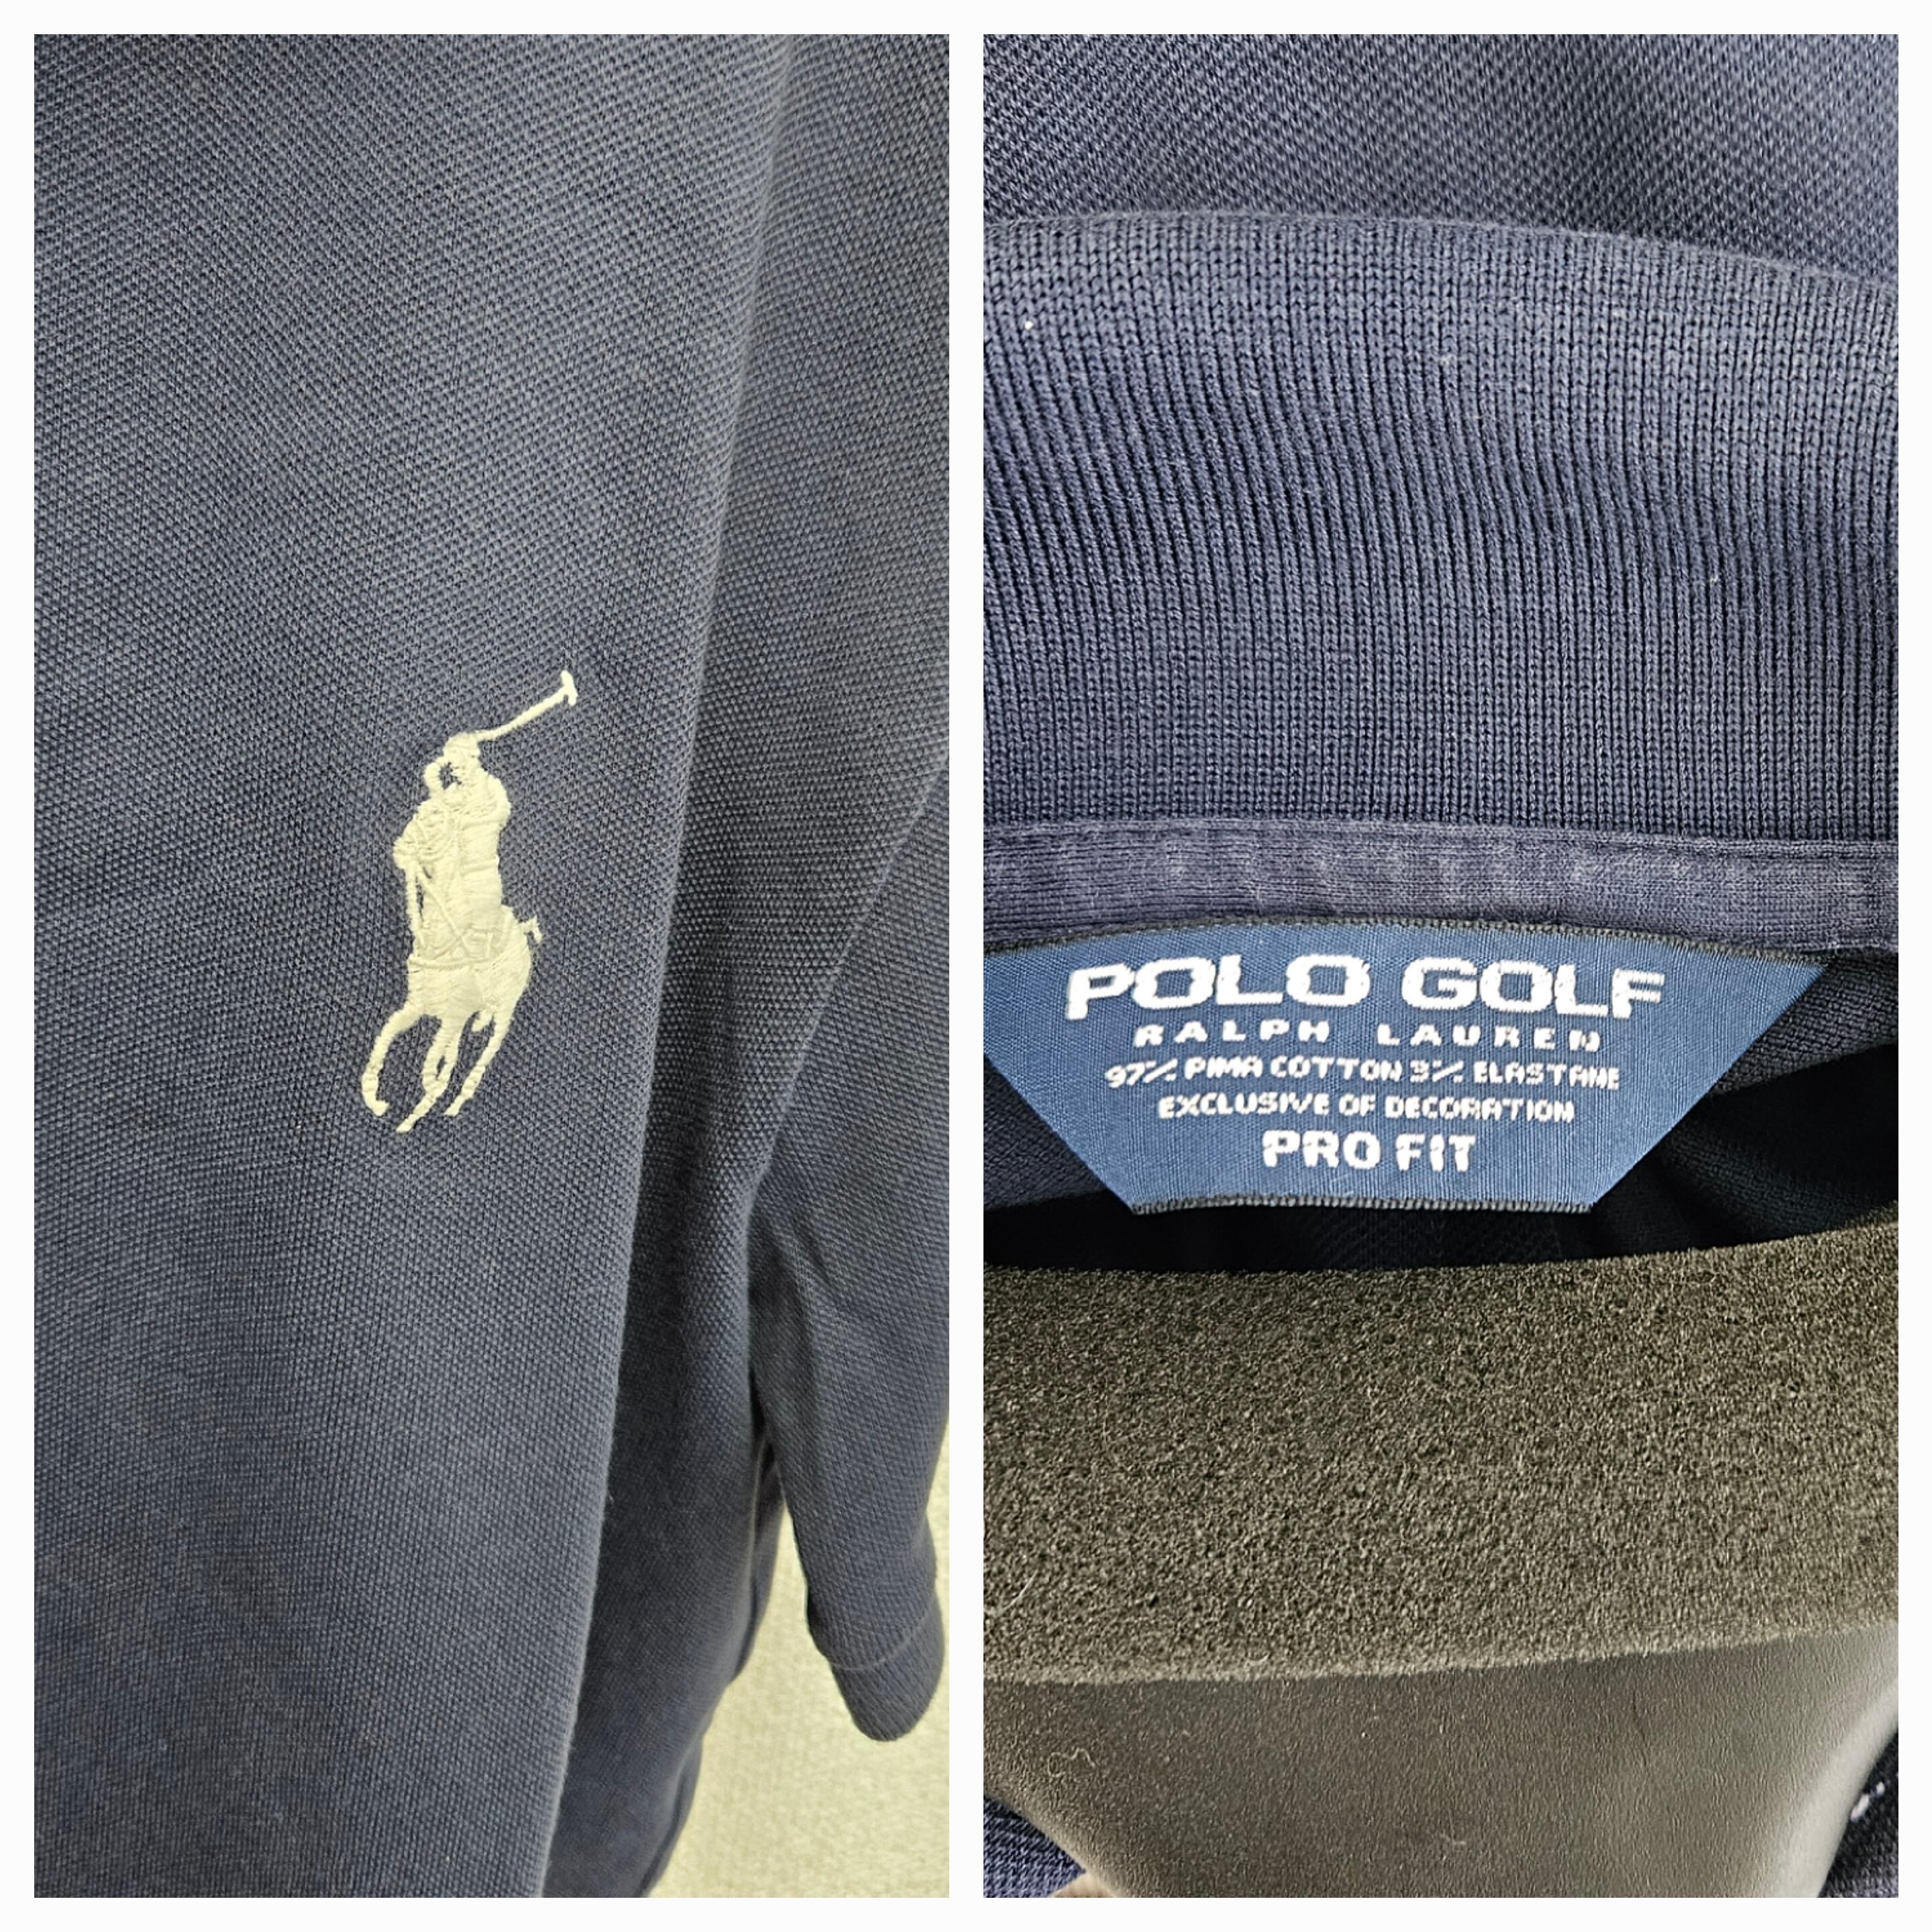 POLO GOLF
RALPH LAUREN
97% PIMA COTTON 3% ELASTANE
EXCLUSIVE OF DECORATION
PRO FIT